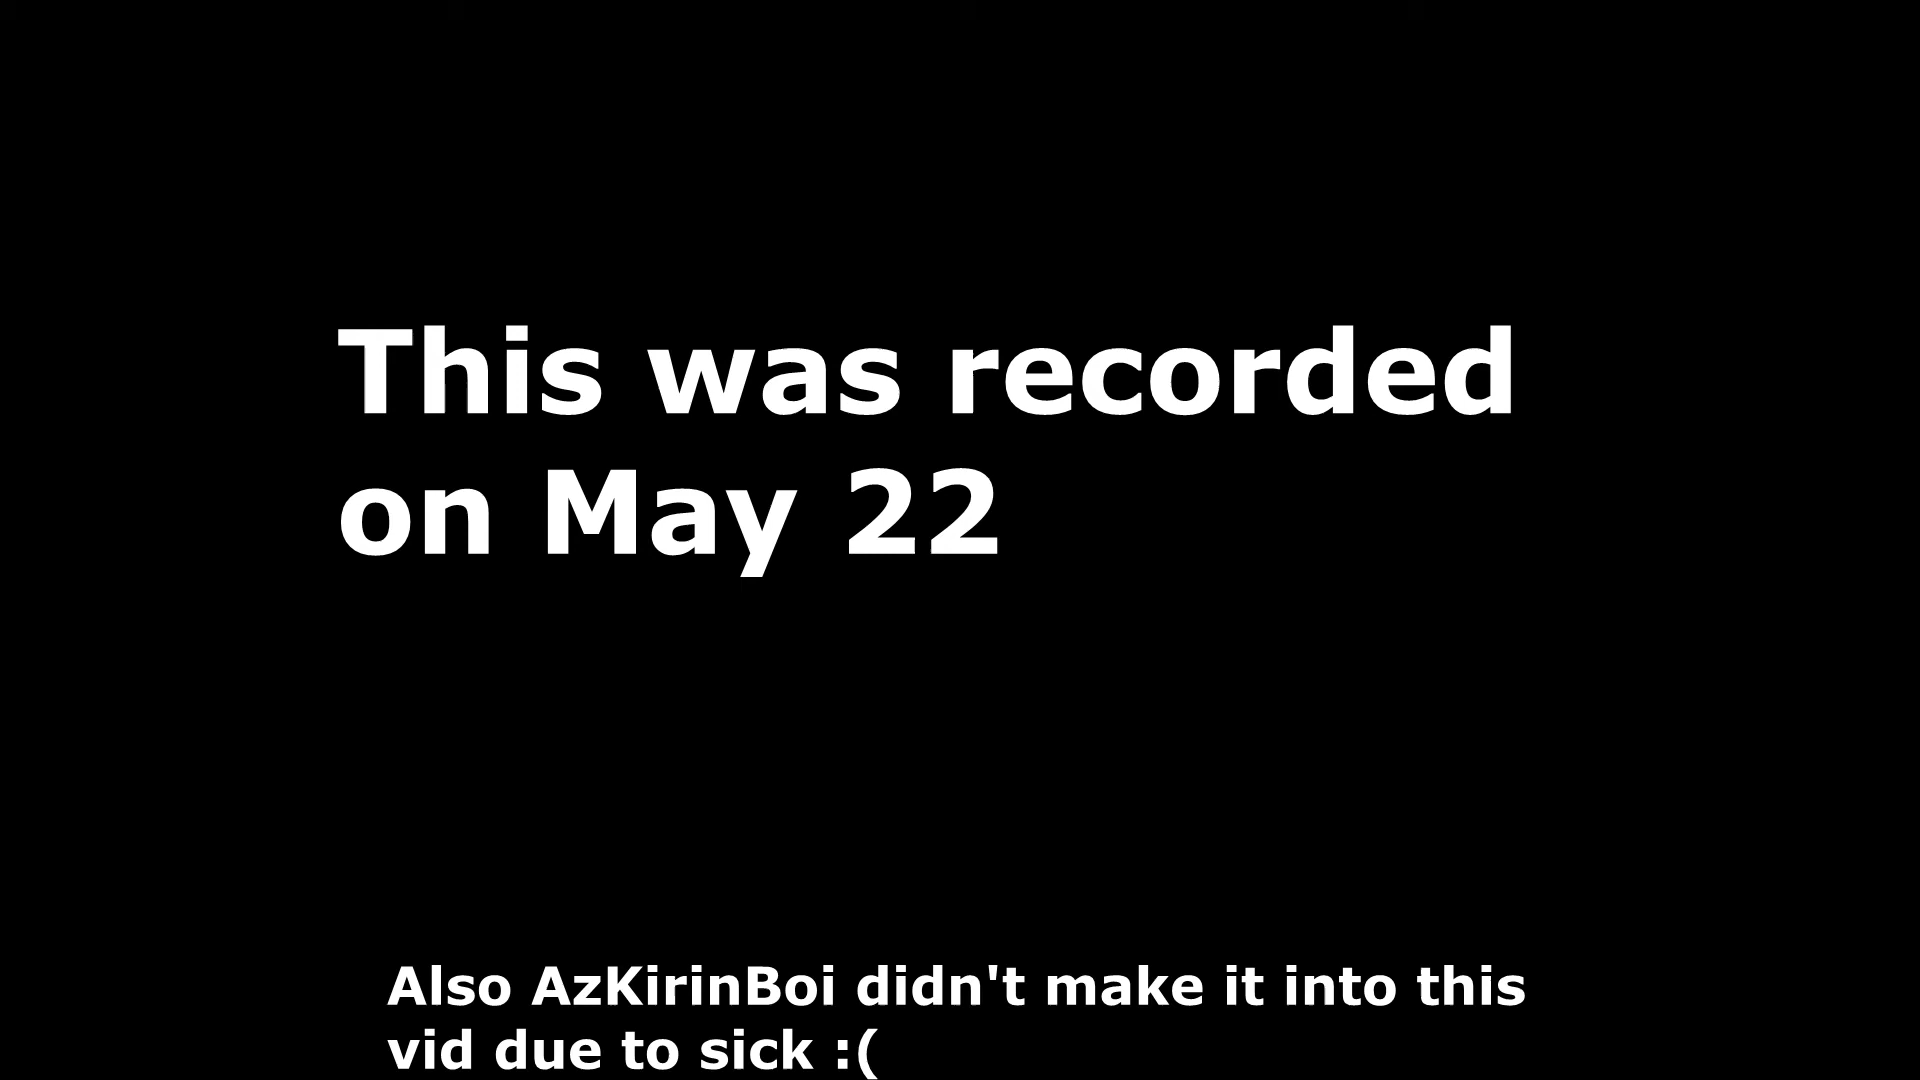 This was recorded
on May 22
Also AzKirinBoi didn't make it into this
vid due to sick :(